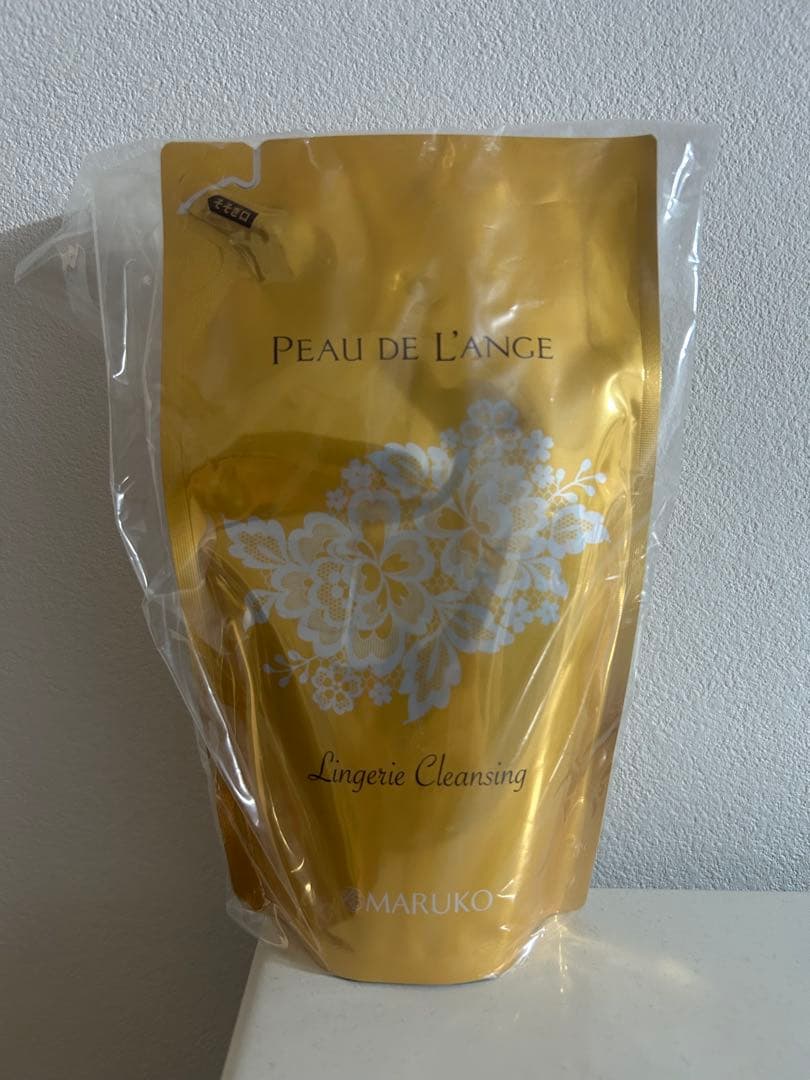 そそぎ口
PEAU DE L'ANGE
Lingerie Cleansing
MARUKO